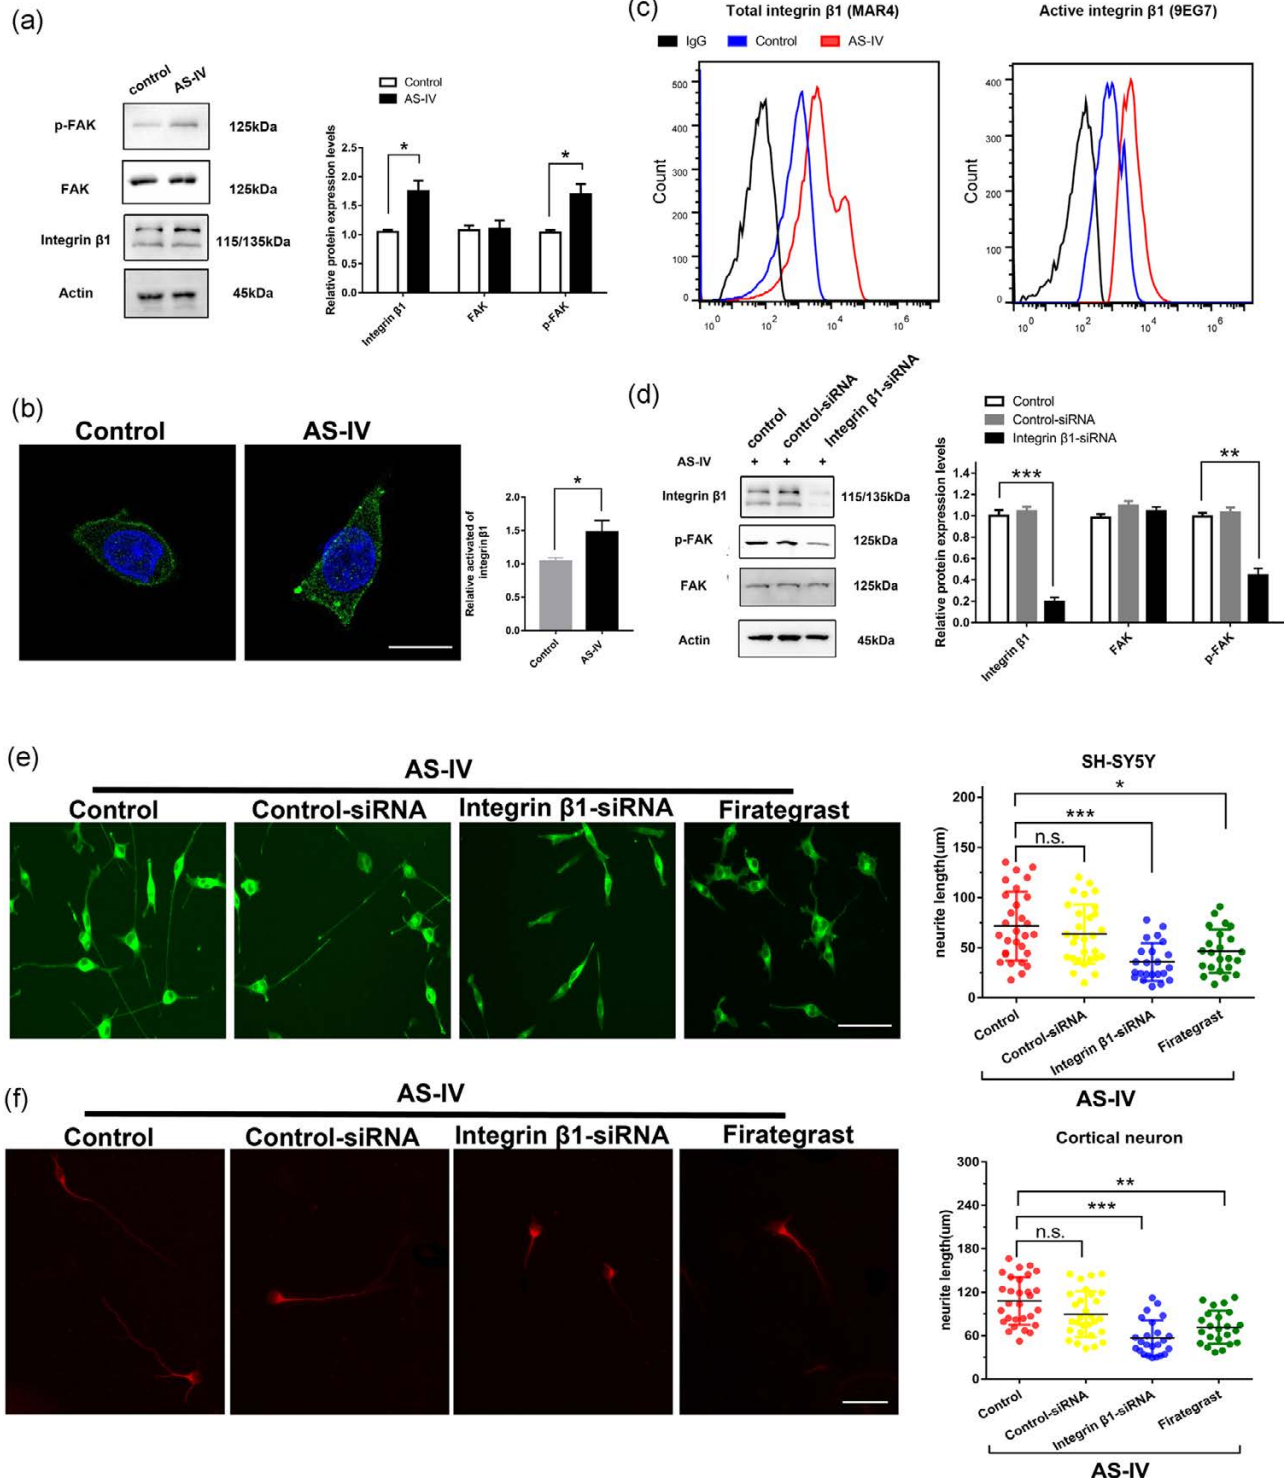 (a)
control
AS-IV
p-FAK
125kDa
FAK
125kDa
Integrin β1
115/135kDa
Actin
45kDa
Control
AS-IV
Relative protein expression levels
2.5
2.0
1.5
1.0
0.5
0.0
*
*
Integrin β1
FAK
p-FAK
(c)
Total integrin β1 (MAR4)
Active integrin β1 (9EG7)
IgG
Control
AS-IV
Count
500
400
300
200
100
0
10^0
10^2
10^4
10^6
Count
400
300
200
100
0
10^0
10^2
10^4
10^6
(b)
Control
AS-IV
Relative activated of
integrinβ1
2.0
1.5
1.0
0.5
0.0
*
Control
AS-IV
(d)
control
control-siRNA
Integrin β1-siRNA
AS-IV
+
+
+
Integrin β1
115/135kDa
p-FAK
125kDa
FAK
125kDa
Actin
45kDa
Control
Control-siRNA
Integrin β1-siRNA
Relative protein expression levels
1.4
1.2
1.0
0.8
0.6
0.4
0.2
0.0
***
**
Integrin β1
FAK
p-FAK
(e)
AS-IV
Control
Control-siRNA
Integrin β1-siRNA
Firategrast
SH-SY5Y
neurite length(um)
200
150
100
50
0
*
***
n.s.
Control
Control-siRNA
Integrin β1-siRNA
Firategrast
AS-IV
(f)
AS-IV
Control
Control-siRNA
Integrin β1-siRNA
Firategrast
Cortical neuron
neurite length(um)
300
240
180
120
60
0
**
***
n.s.
Control
Control-siRNA
Integrin β1-siRNA
Firategrast
AS-IV